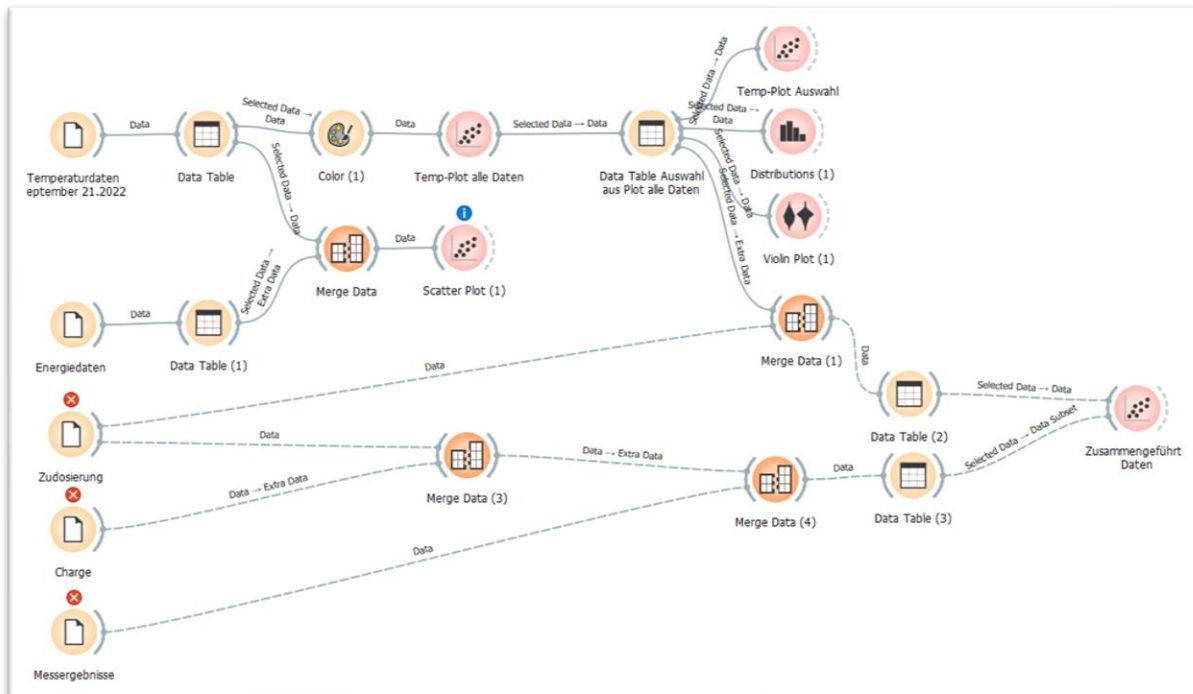 Selected Data → Data
Temp-Plot Auswahl
Data
Selected Data →
Data
Data
Selected Data → Data
Selected Data →
Data
Temperaturdaten
eptember 21.2022
Data Table
Color (1)
Temp-Plot alle Daten
Data Table Auswahl
aus Plot alle Daten
Distributions (1)
Selected Data → Data
Selected Data → Data
Selected Data → Extra Data
Data
Violin Plot (1)
Selected Data →
Extra Data
Merge Data
Scatter Plot (1)
Data
Energiedaten
Data Table (1)
Merge Data (1)
Data
Data
Selected Data → Data
Data
Data Table (2)
Selected Data → Data Subset
Zusammengeführt
Daten
Zudosierung
Data → Extra Data
Data
Merge Data (3)
Data → Extra Data
Merge Data (4)
Data Table (3)
Charge
Data
Messergebnisse